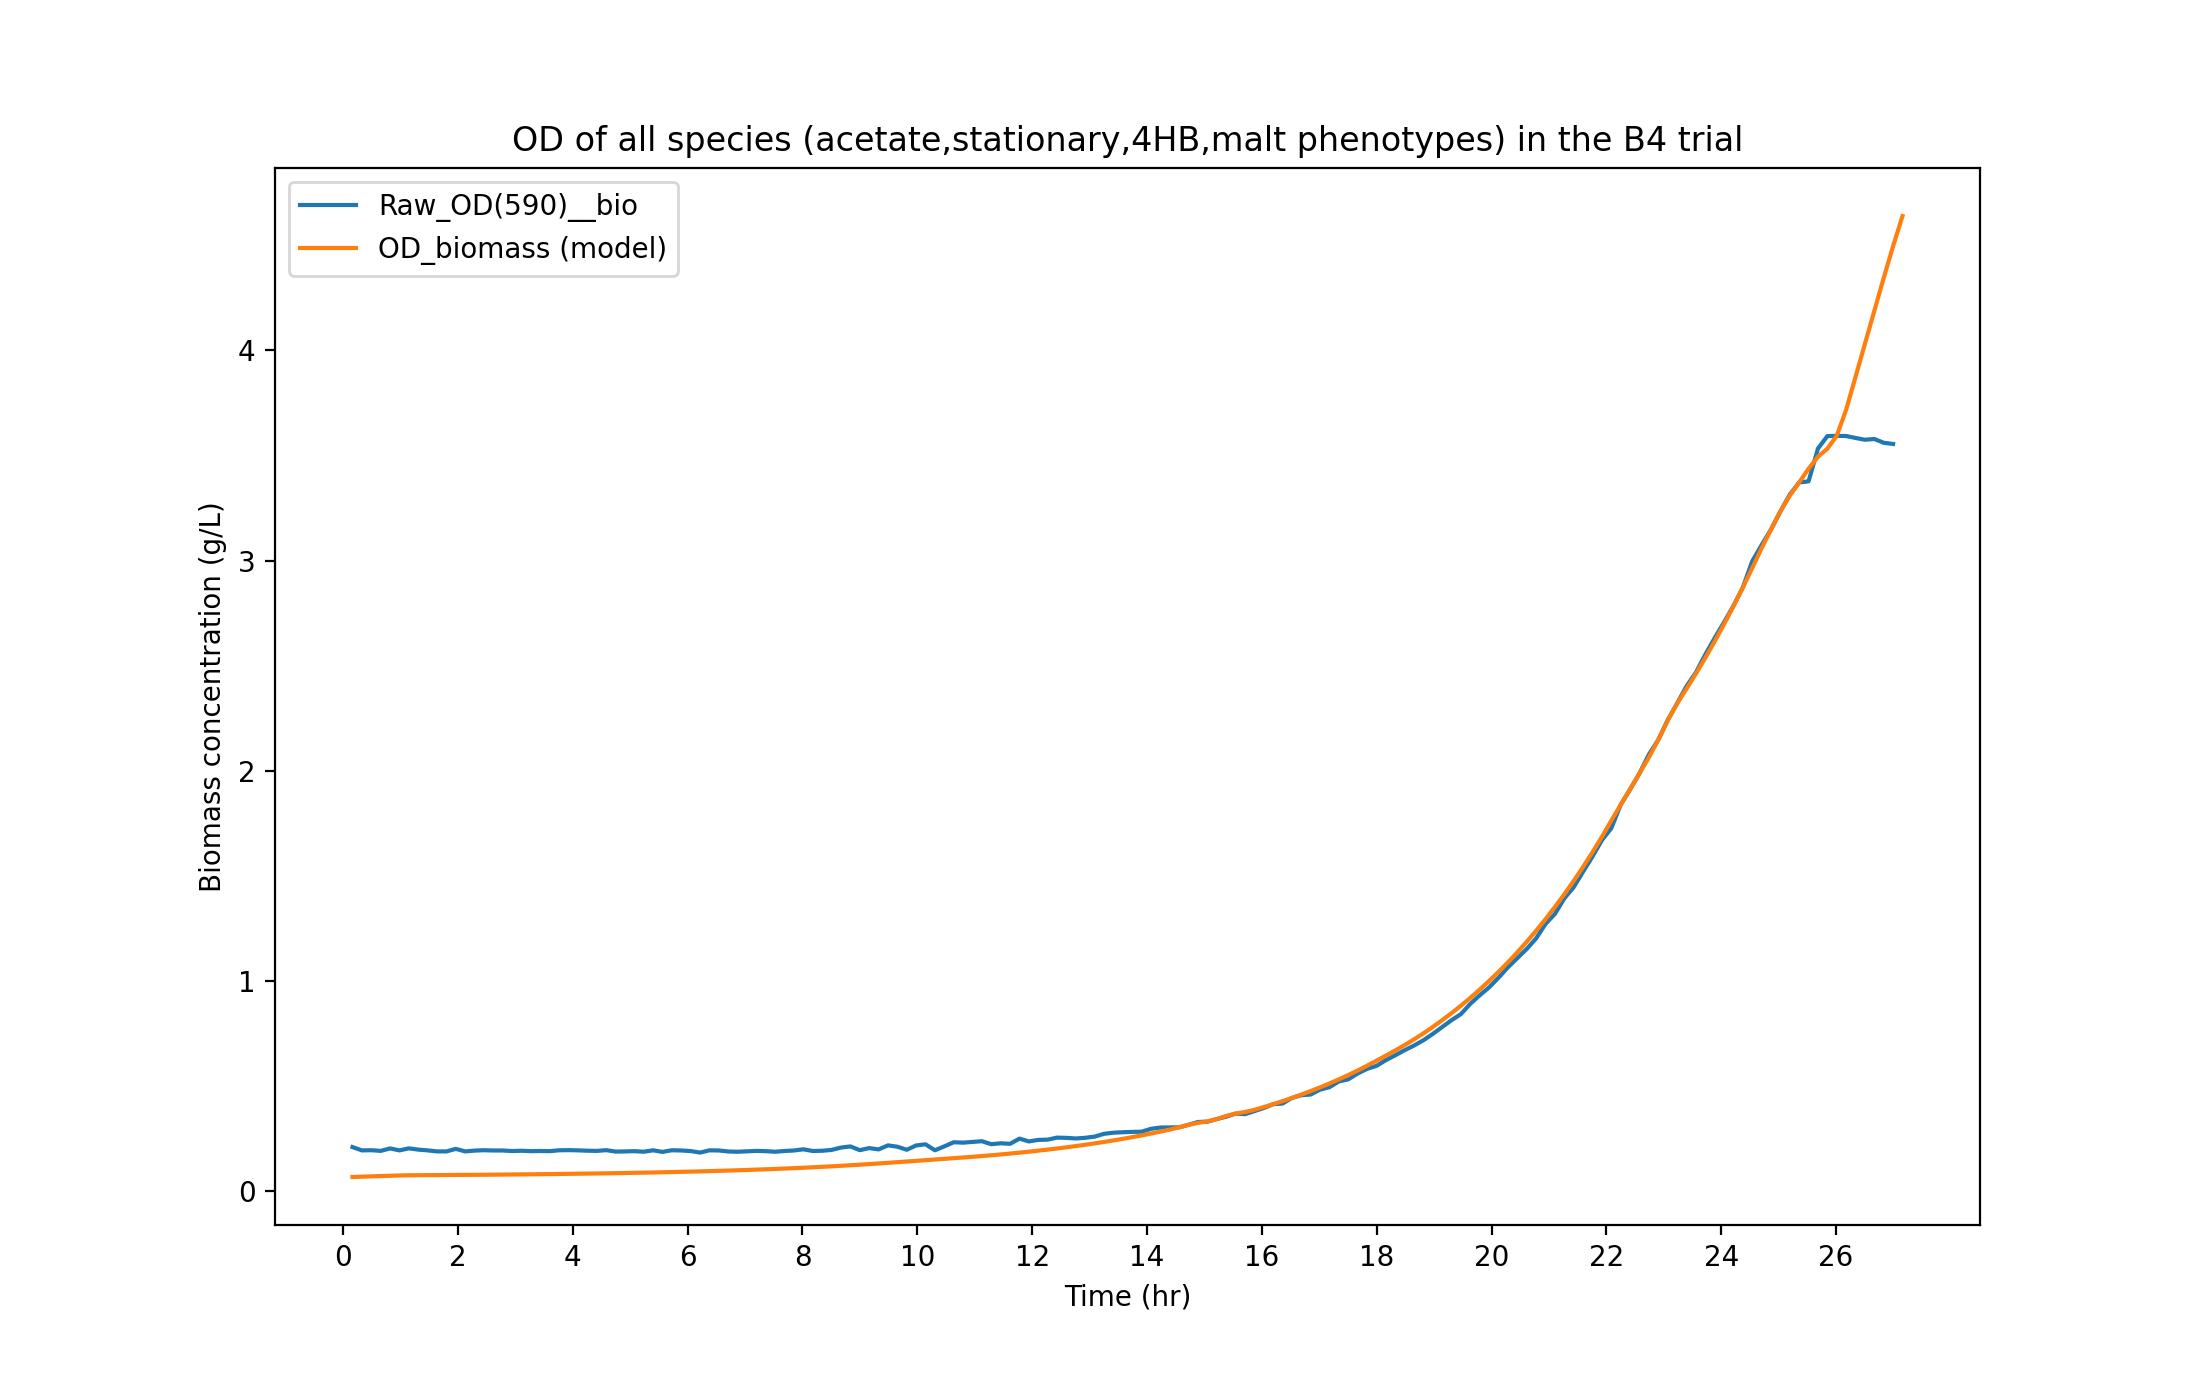 OD of all species (acetate,stationary,4HB,malt phenotypes) in the B4 trial
Raw_OD(590)__bio
OD_biomass (model)
4
3
2
1
0
Biomass concentration (g/L)
0 2 4 6 8 10 12 14 16 18 20 22 24 26
Time (hr)